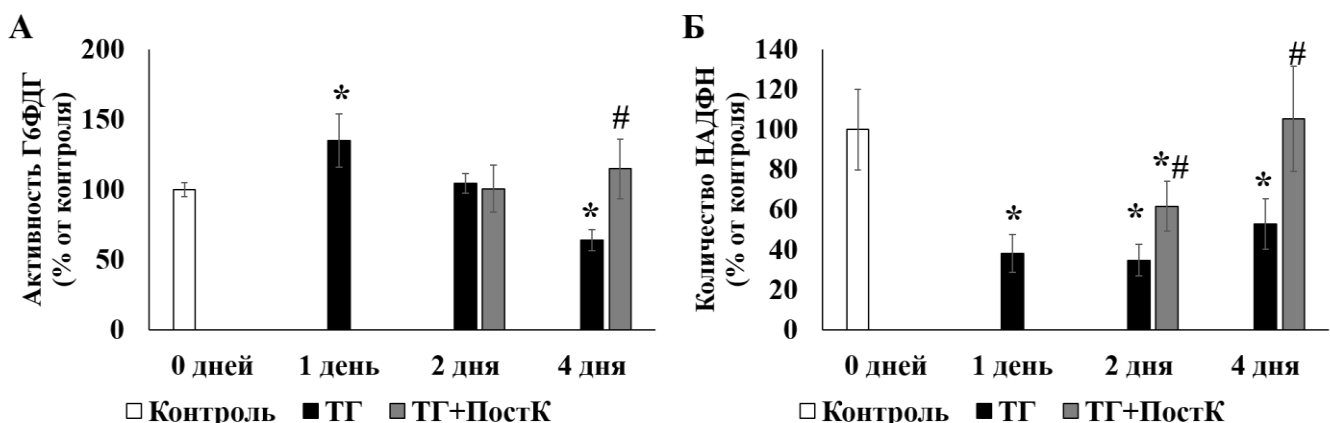 А
Активность Г6ФДГ
(% от контроля)
200
150
100
50
0
*
*
#
0 дней 1 день 2 дня 4 дня
Контроль ТГ ТГ+ПостК
Б
Количество НАДФН
(% от контроля)
140
120
100
80
60
40
20
0
*
*
*#
*
#
0 дней 1 день 2 дня 4 дня
Контроль ТГ ТГ+ПостК